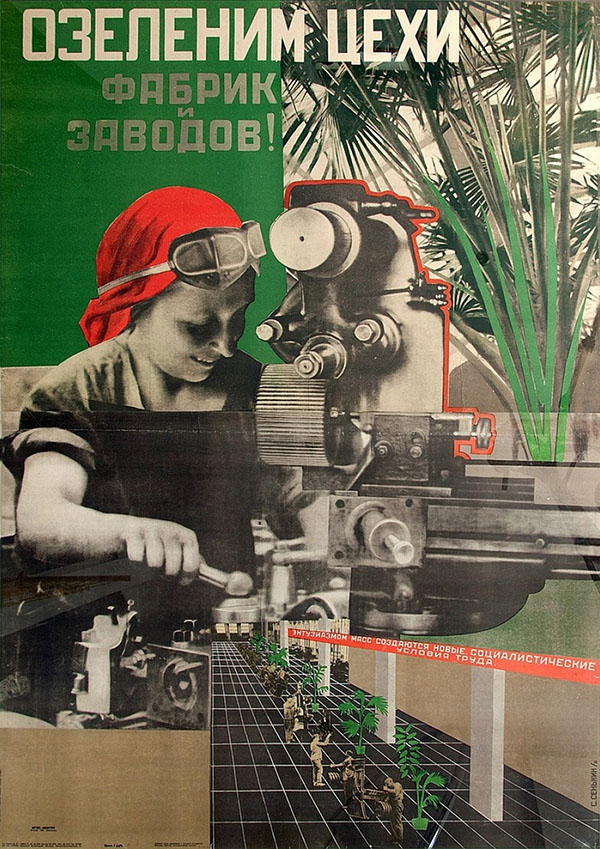 ОЗЕЛЕНИМ ЦЕХИ
ФАБРИК
И
ЗАВОДОВ!
ЭНТУЗИАЗМОМ МАСС СОЗДАЮТСЯ НОВЫЕ СОЦИАЛИСТИЧЕСКИЕ
УСЛОВИЯ ТРУДА.
С. СЕНЬКИН